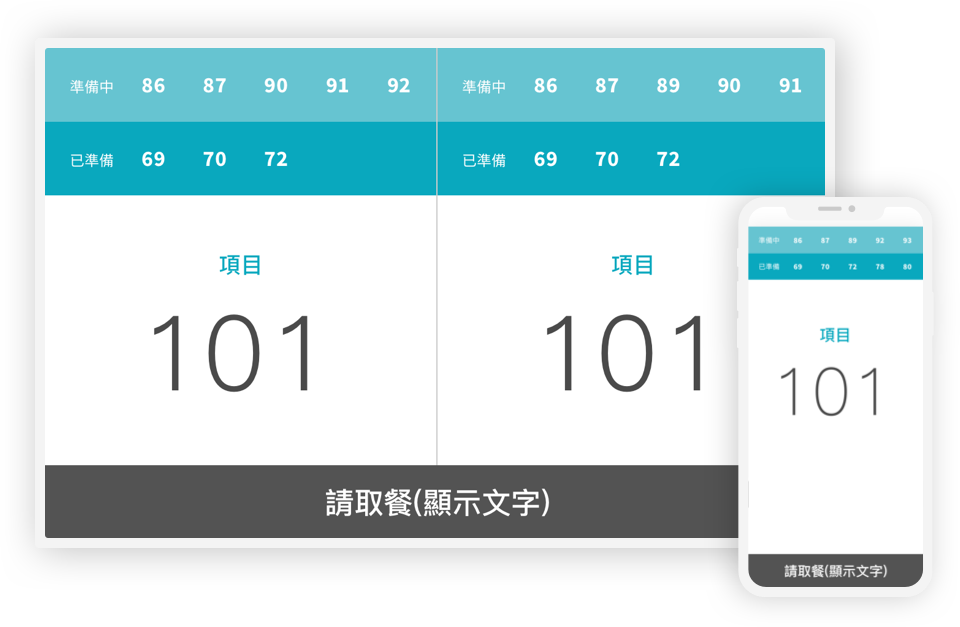 準備中 86 87 90 91 92
已準備 69 70 72
項目
101
準備中 86 87 89 90 91
已準備 69 70 72
項目
101
請取餐(顯示文字)
準備中 86 87 89 92 93
已準備 69 70 72 78 80
項目
101
請取餐(顯示文字)